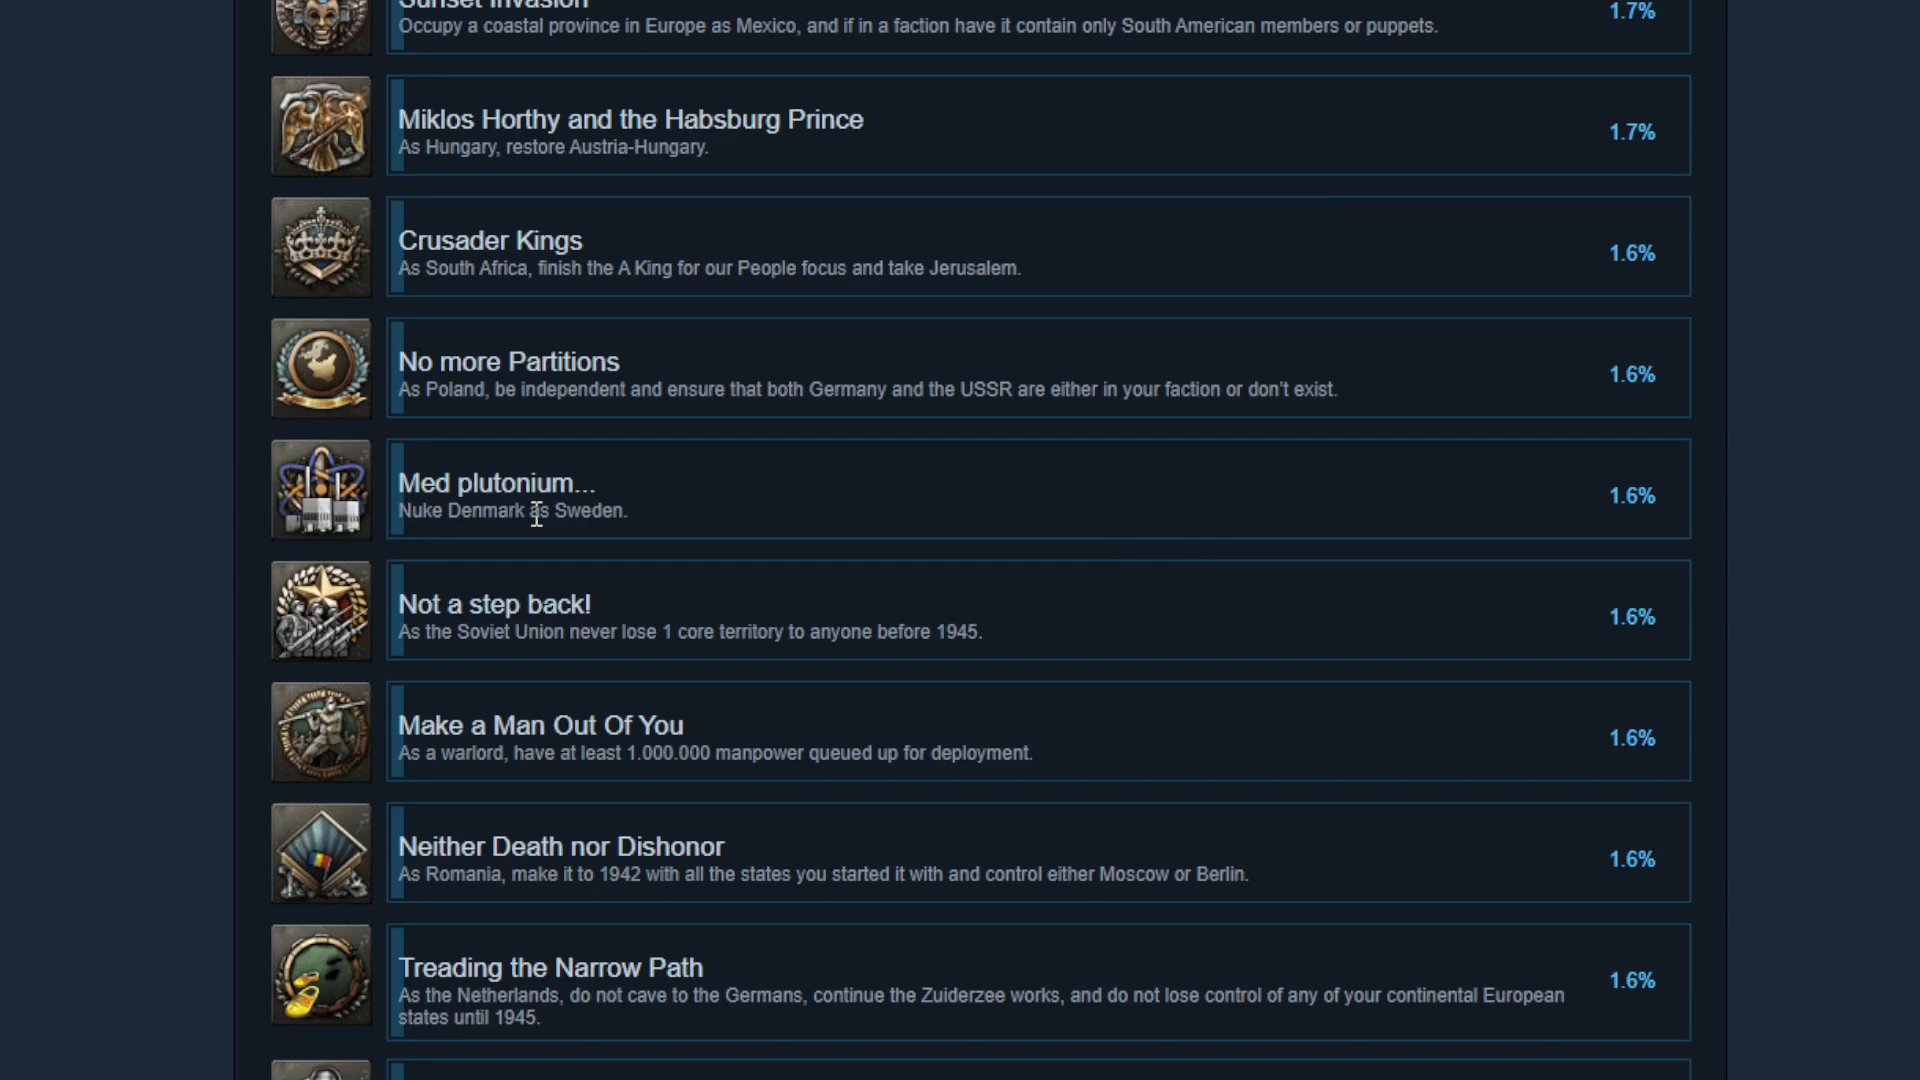 Sunset Invasion
Occupy a coastal province in Europe as Mexico, and if in a faction have it contain only South American members or puppets.
1.7%
Miklos Horthy and the Habsburg Prince
As Hungary, restore Austria-Hungary.
1.7%
Crusader Kings
As South Africa, finish the A King for our People focus and take Jerusalem.
1.6%
No more Partitions
As Poland, be independent and ensure that both Germany and the USSR are either in your faction or don't exist.
1.6%
Med plutonium...
Nuke Denmark as Sweden.
1.6%
Not a step back!
As the Soviet Union never lose 1 core territory to anyone before 1945.
1.6%
Make a Man Out Of You
As a warlord, have at least 1.000.000 manpower queued up for deployment.
1.6%
Neither Death nor Dishonor
As Romania, make it to 1942 with all the states you started it with and control either Moscow or Berlin.
1.6%
Treading the Narrow Path
As the Netherlands, do not cave to the Germans, continue the Zuiderzee works, and do not lose control of any of your continental European
states until 1945.
1.6%